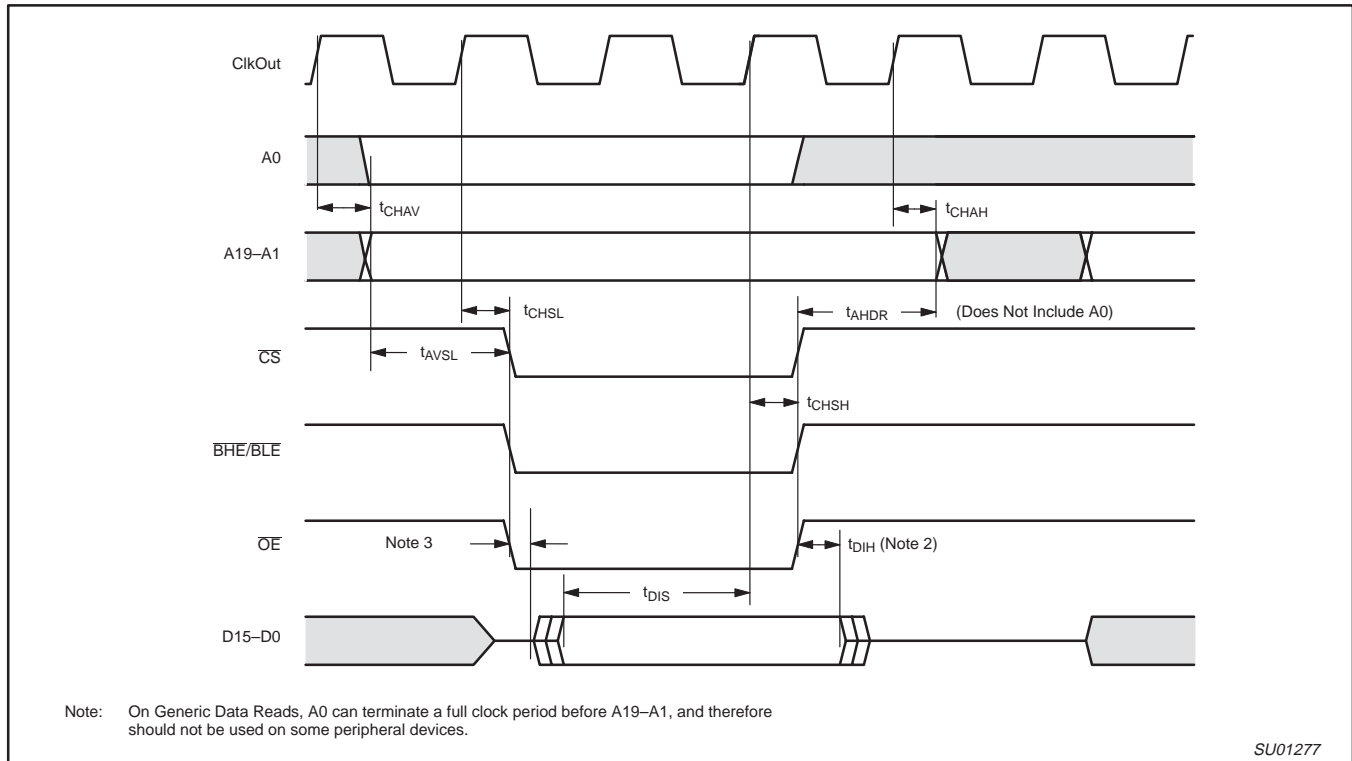 ClkOut
A0
tCHAV
tCHAH
A19–A1
tCHSL
tAHDR (Does Not Include A0)
CS
tAVSL
tCHSH
BHE/BLE
OE
Note 3
tDIH (Note 2)
tDIS
D15–D0
Note: On Generic Data Reads, A0 can terminate a full clock period before A19–A1, and therefore
should not be used on some peripheral devices.
SU01277